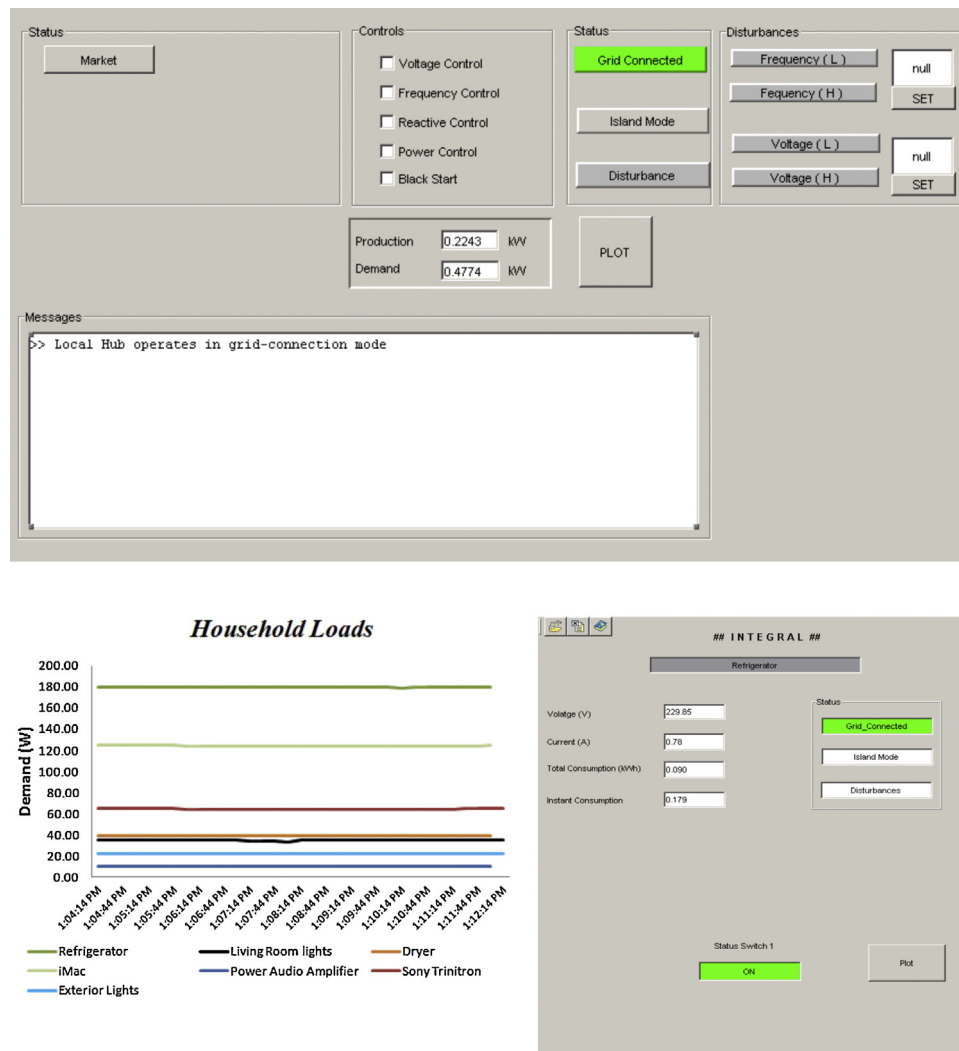 Status
Market
Controls
Voltage Control
Frequency Control
Reactive Control
Power Control
Black Start
Status
Grid Connected
Island Mode
Disturbance
Disturbances
Frequency ( L )
Fequency ( H )
null
SET
Voltage ( L )
Voltage ( H )
null
SET
Production 0.2243 kW
Demand 0.4774 kW
PLOT
Messages
>> Local Hub operates in grid-connection mode
Household Loads
Demand (W)
200.00
180.00
160.00
140.00
120.00
100.00
80.00
60.00
40.00
20.00
0.00
1:04:14 PM
1:04:44 PM
1:05:14 PM
1:05:44 PM
1:06:14 PM
1:06:44 PM
1:07:14 PM
1:07:44 PM
1:08:14 PM
1:08:44 PM
1:09:14 PM
1:09:44 PM
1:10:14 PM
1:10:44 PM
1:11:14 PM
1:11:44 PM
1:12:14 PM
Refrigerator Living Room lights Dryer
iMac Power Audio Amplifier Sony Trinitron
Exterior Lights
## INTEGRAL ##
Refrigerator
Volatge (V) 229.85
Current (A) 0.78
Total Consumption (kWh) 0.090
Instant Consumption 0.179
Status
Grid_Connected
Island Mode
Disturbances
Status Switch 1
ON
Plot